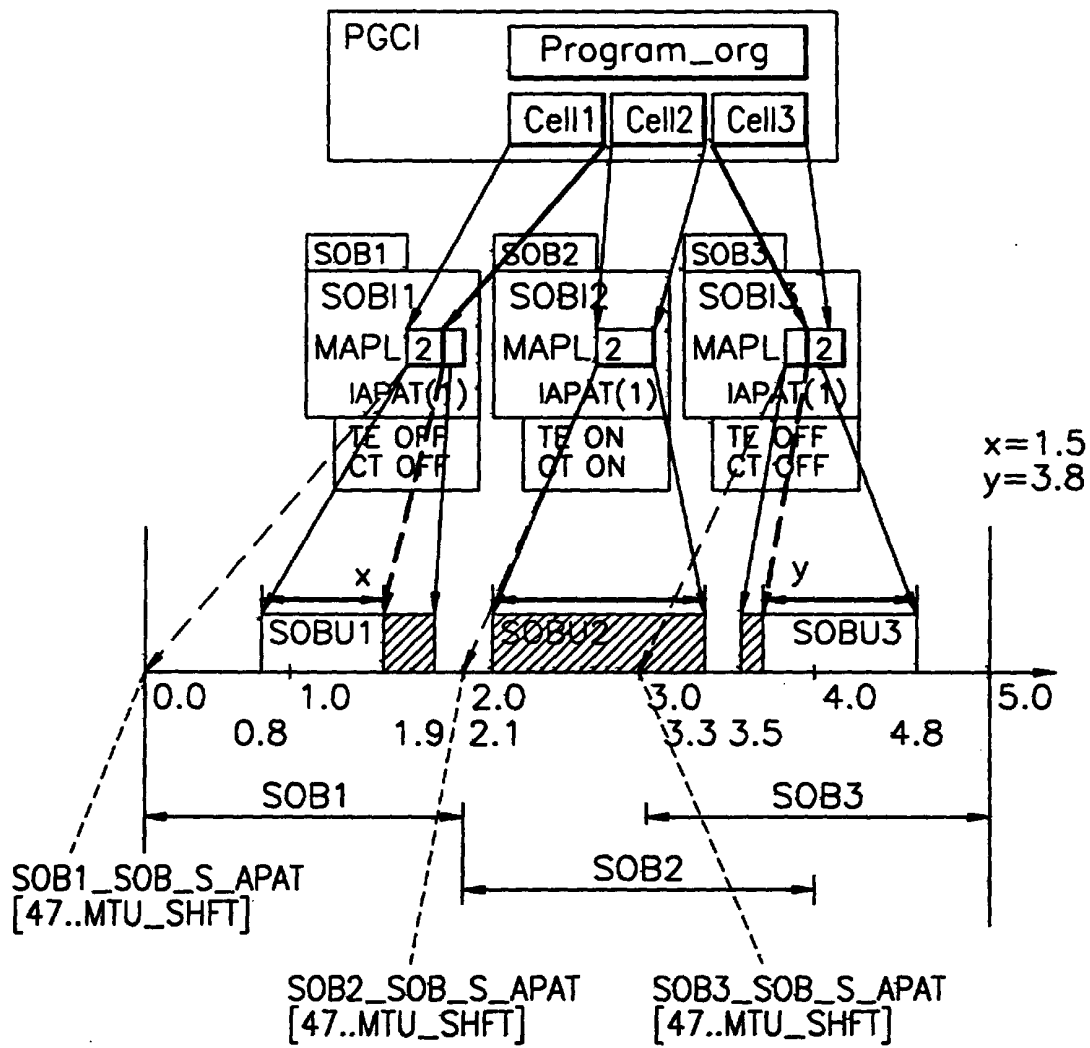 PGCI
Program_org
Cell1 Cell2 Cell3
SOB1 SOB2 SOB3
SOBI1 SOBI2 SOBI3
MAPL 2 MAPL 2 MAPL 2
IAPAT(1) IAPAT(1) IAPAT(1)
TE OFF TE ON TE OFF
CT OFF CT ON CT OFF
x=1.5
y=3.8
x y
SOBU1 SOBU2 SOBU3
0.0 1.0 2.0 3.0 4.0 5.0
0.8 1.9 2.1 3.3 3.5 4.8
SOB1 SOB3
SOB2
SOB1_SOB_S_APAT
[47..MTU_SHFT]
SOB2_SOB_S_APAT
[47..MTU_SHFT]
SOB3_SOB_S_APAT
[47..MTU_SHFT]